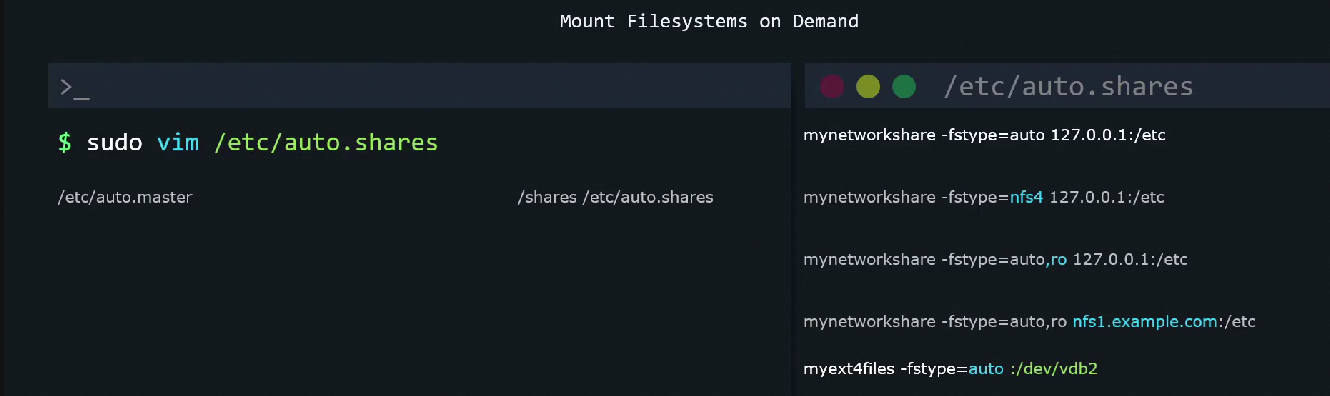 Mount Filesystems on Demand
>_
$ sudo vim /etc/auto.shares
/etc/auto.master /shares /etc/auto.shares
/etc/auto.shares
mynetworkshare -fstype=auto 127.0.0.1:/etc
mynetworkshare -fstype=nfs4 127.0.0.1:/etc
mynetworkshare -fstype=auto,ro 127.0.0.1:/etc
mynetworkshare -fstype=auto,ro nfs1.example.com:/etc
myext4files -fstype=auto :/dev/vdb2